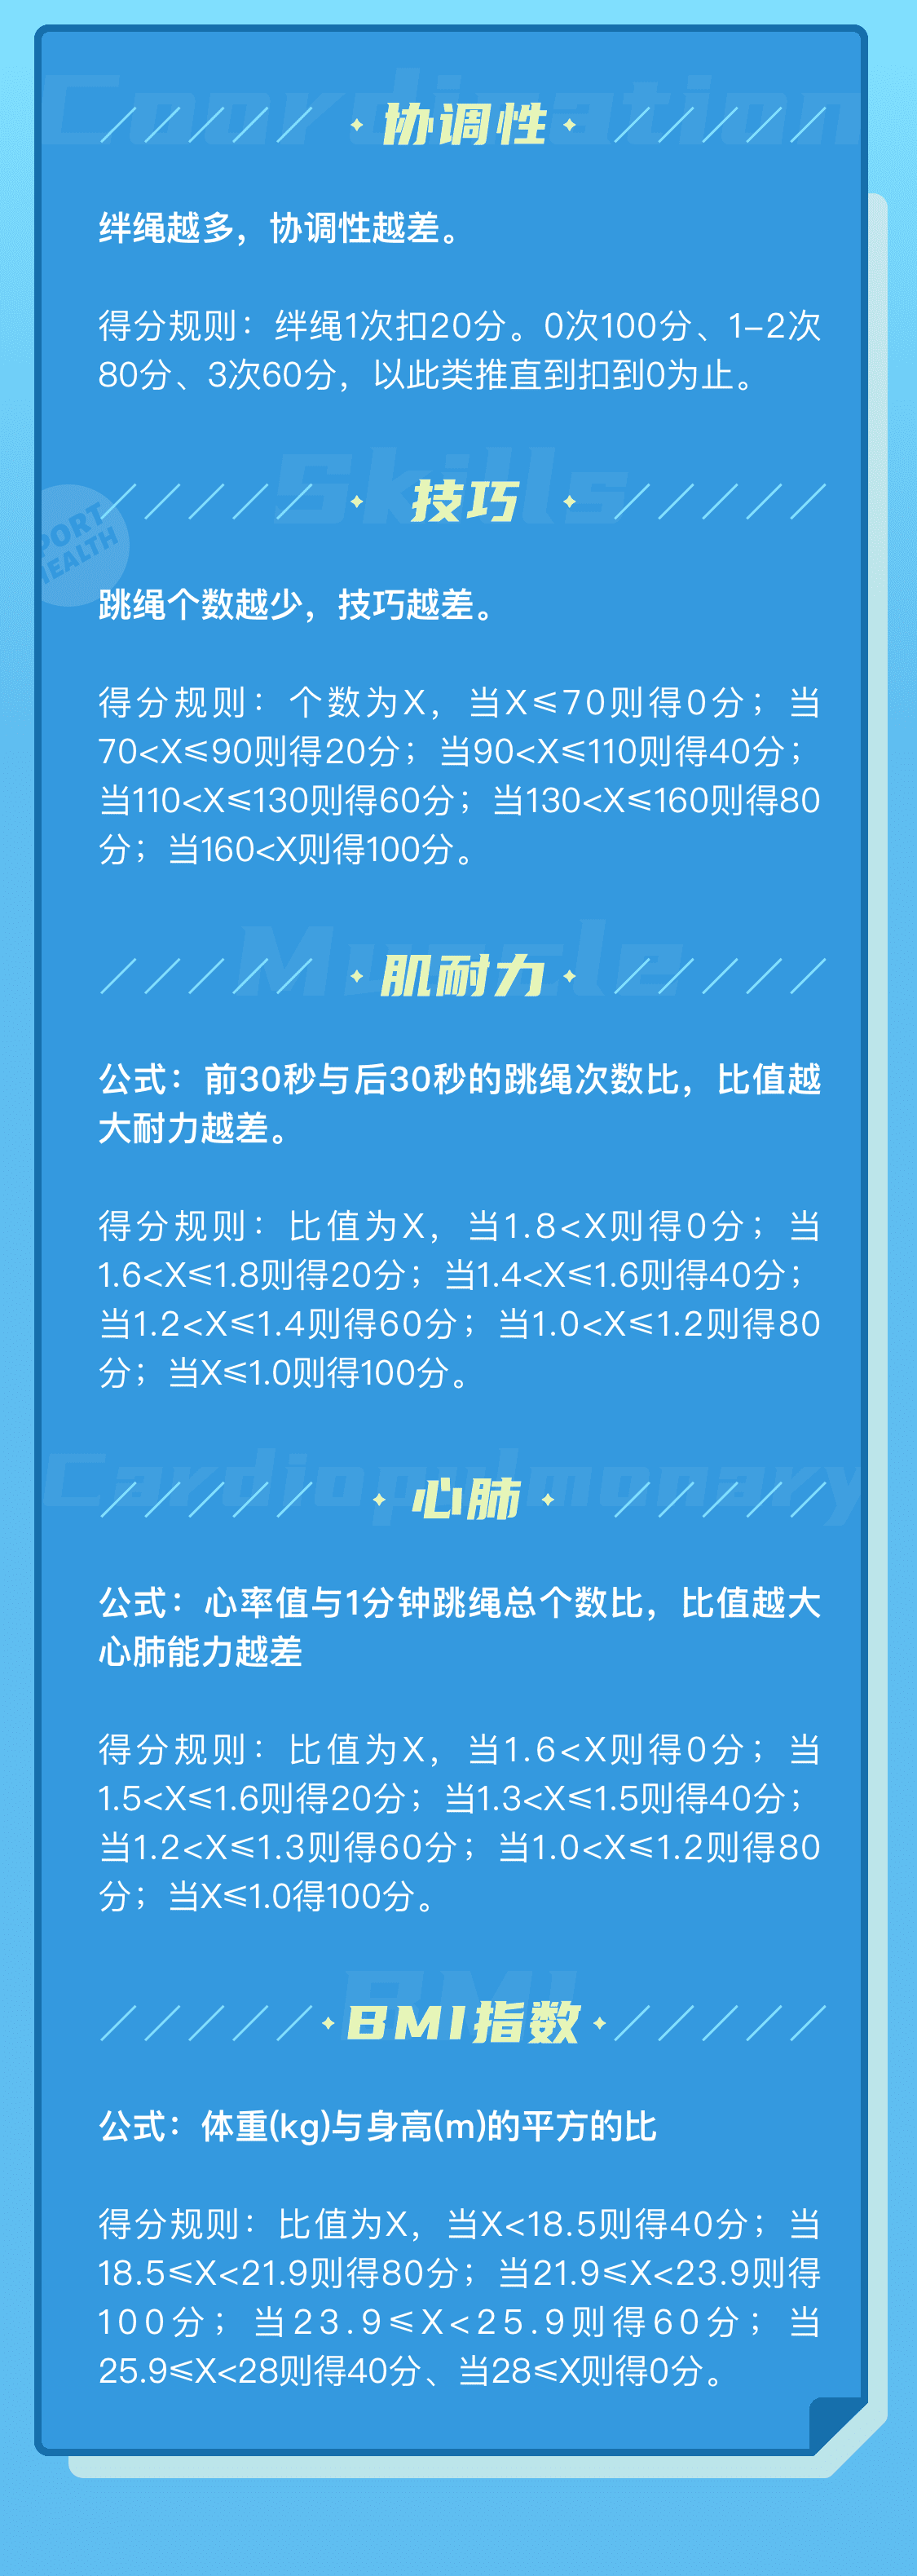 Coordination
协调性
绊绳越多，协调性越差。
得分规则：绊绳1次扣20分。0次100分、1-2次
80分、3次60分，以此类推直到扣到0为止。
Skills
技巧
PORT
HEALTH
跳绳个数越少，技巧越差。
得分规则：个数为X，当X≤70则得0分；当
70<X≤90则得20分；当90<X≤110则得40分；
当110<X≤130则得60分；当130<X≤160则得80
分；当160<X则得100分。
Muscle
肌耐力
公式：前30秒与后30秒的跳绳次数比，比值越
大耐力越差。
得分规则：比值为X，当1.8<X则得0分；当
1.6<X≤1.8则得20分；当1.4<X≤1.6则得40分；
当1.2<X≤1.4则得60分；当1.0<X≤1.2则得80
分；当X≤1.0则得100分。
Cardiopulmonary
心肺
公式：心率值与1分钟跳绳总个数比，比值越大
心肺能力越差
得分规则：比值为X，当1.6<X则得0分；当
1.5<X≤1.6则得20分；当1.3<X≤1.5则得40分；
当1.2<X≤1.3则得60分；当1.0<X≤1.2则得80
分；当X≤1.0得100分。
BMI
BMI指数
公式：体重(kg)与身高(m)的平方的比
得分规则：比值为X，当X<18.5则得40分；当
18.5≤X<21.9则得80分；当21.9≤X<23.9则得
100分；当23.9≤X<25.9则得60分；当
25.9≤X<28则得40分、当28≤X则得0分。